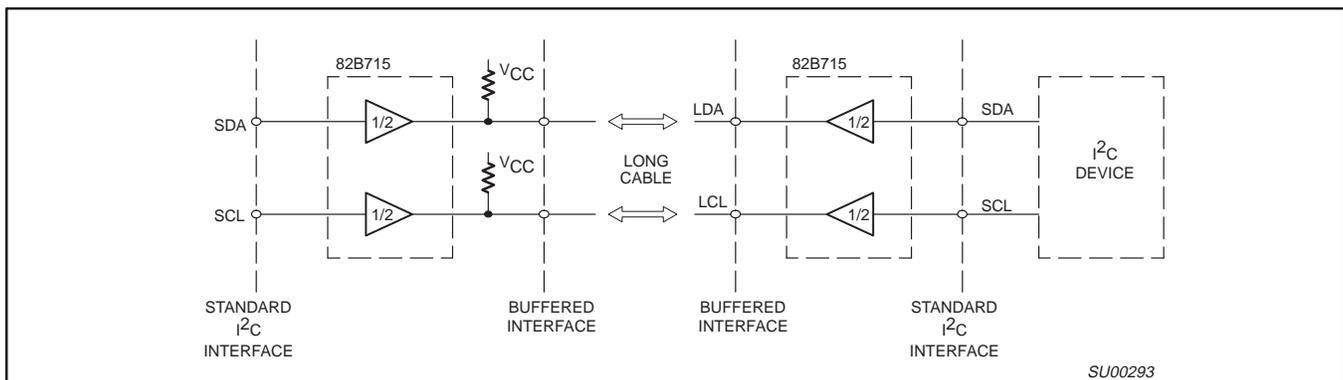 82B715
82B715
VCC
LDA
SDA
SDA
1/2
1/2
I2C
DEVICE
LONG
CABLE
VCC
LCL
SCL
SCL
1/2
1/2
STANDARD
I2C
INTERFACE
BUFFERED
INTERFACE
BUFFERED
INTERFACE
STANDARD
I2C
INTERFACE
SU00293